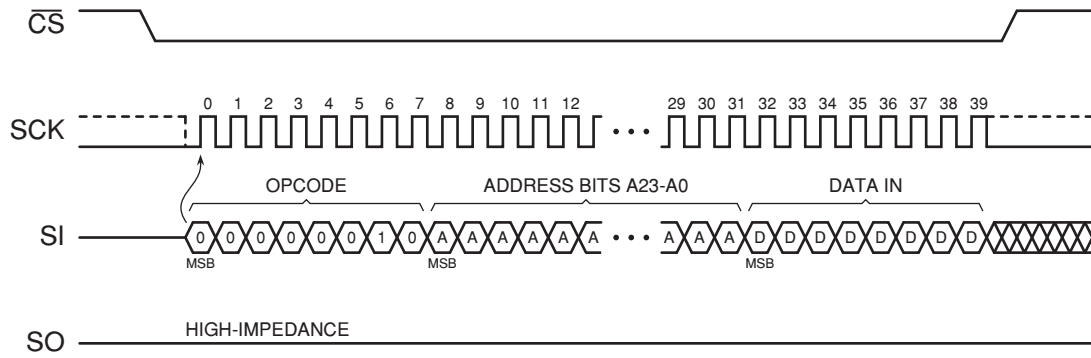 CS
0 1 2 3 4 5 6 7 8 9 10 11 12 29 30 31 32 33 34 35 36 37 38 39
SCK
OPCODE ADDRESS BITS A23-A0 DATA IN
SI 0 0 0 0 0 0 1 0 A A A A A A A A A D D D D D D D D
MSB MSB MSB
HIGH-IMPEDANCE
SO